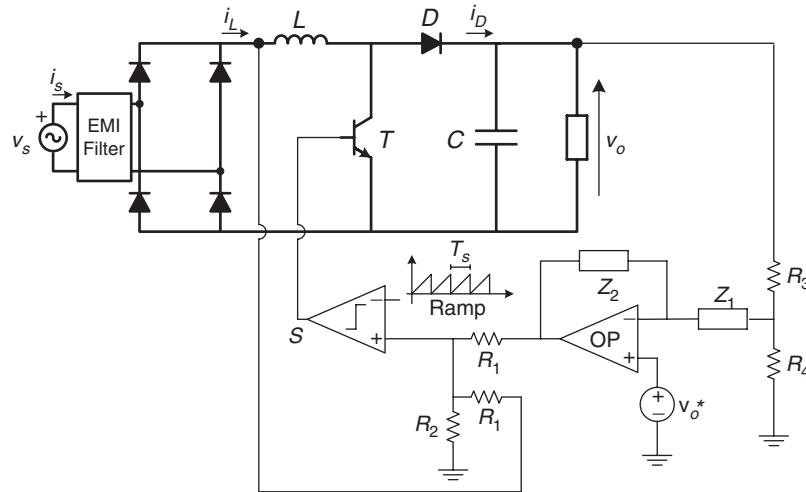 i_L
L
D
i_D
i_s
+
v_s
EMI
Filter
T
C
v_o
T_s
Ramp
S
−
+
R_1
R_1
R_2
Z_2
OP
−
+
Z_1
R_3
R_4
+
−
v_o*